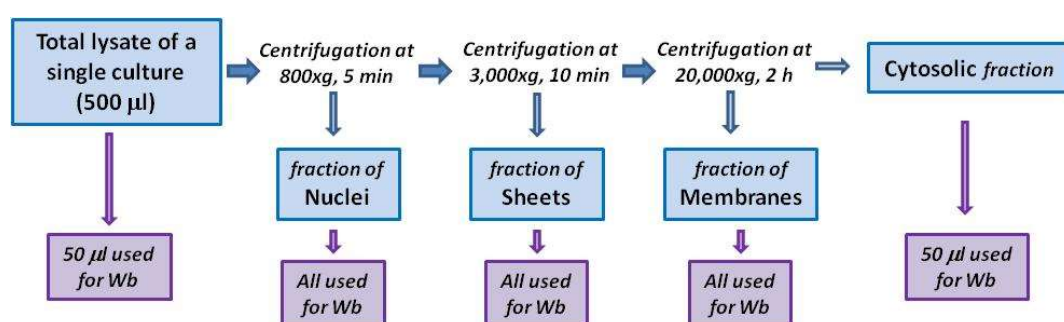 Total lysate of a
single culture
(500 µl)
Centrifugation at
800xg, 5 min
Centrifugation at
3,000xg, 10 min
Centrifugation at
20,000xg, 2 h
Cytosolic fraction
fraction of
Nuclei
fraction of
Sheets
fraction of
Membranes
50 µl used
for Wb
All used
for Wb
All used
for Wb
All used
for Wb
50 µl used
for Wb